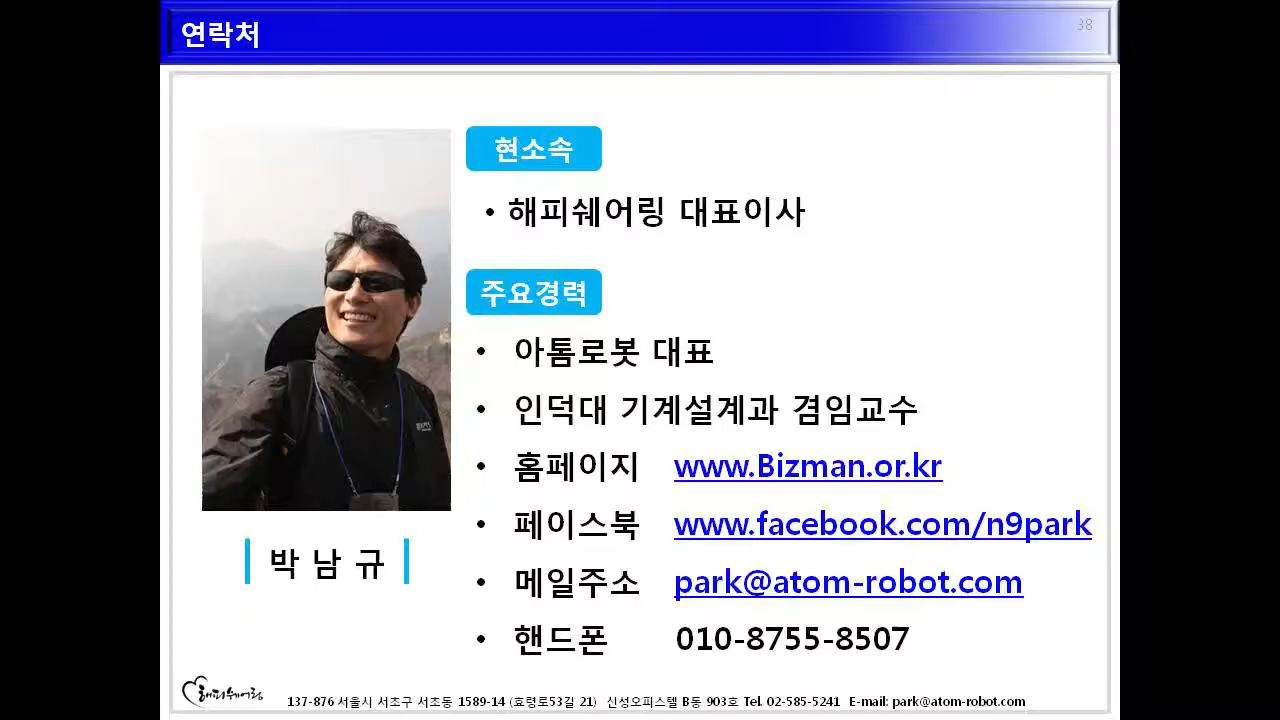 연락처
38
현소속
• 해피쉐어링 대표이사
주요경력
• 아톰로봇 대표
• 인덕대 기계설계과 겸임교수
• 홈페이지 www.Bizman.or.kr
• 페이스북 www.facebook.com/n9park
• 메일주소 park@atom-robot.com
• 핸드폰 010-8755-8507
박 남 규
해피쉐어링
137-876 서울시 서초구 서초동 1589-14 (효령로53길 21) 신성오피스텔 B동 903호 Tel. 02-585-5241 E-mail: park@atom-robot.com